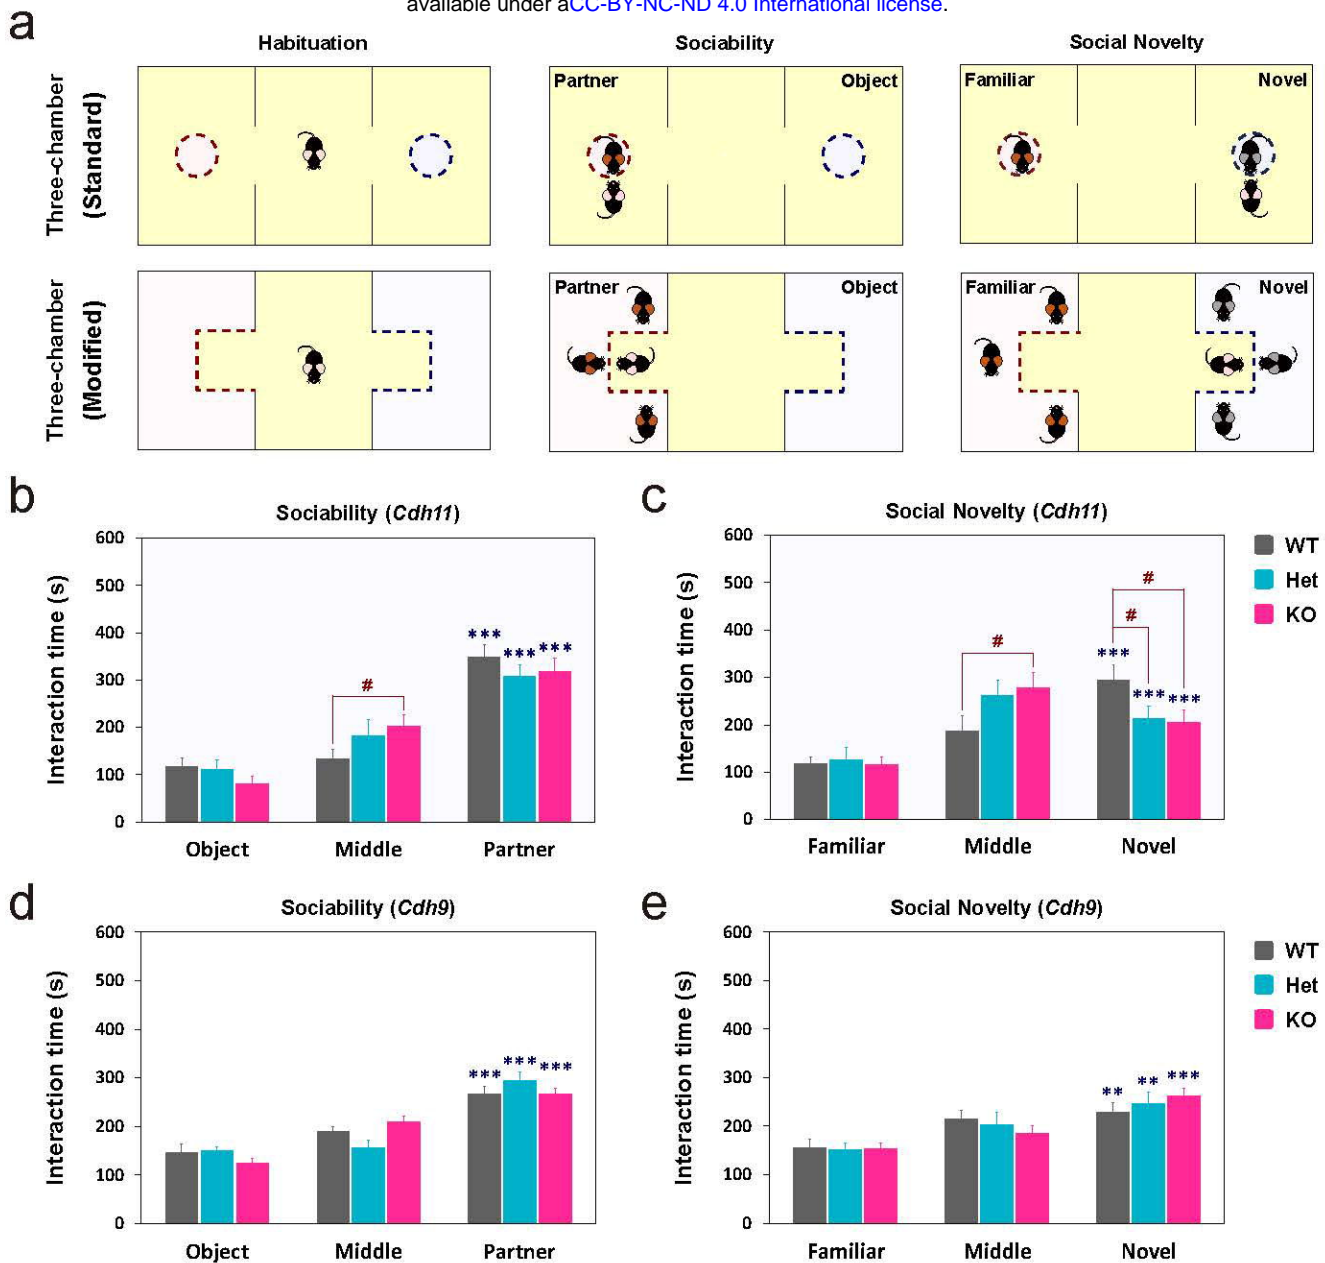 available under aCC-BY-NC-ND 4.0 International license.
a
Habituation
Sociability
Social Novelty
Three-chamber
(Standard)
Partner
Object
Familiar
Novel
Three-chamber
(Modified)
Partner
Object
Familiar
Novel
b
Sociability (Cdh11)
Interaction time (s)
600
500
400
300
200
100
0
#
***
***
***
Object
Middle
Partner
c
Social Novelty (Cdh11)
Interaction time (s)
600
500
400
300
200
100
0
#
#
#
***
***
***
Familiar
Middle
Novel
WT
Het
KO
d
Sociability (Cdh9)
Interaction time (s)
600
500
400
300
200
100
0
***
***
***
Object
Middle
Partner
e
Social Novelty (Cdh9)
Interaction time (s)
600
500
400
300
200
100
0
**
**
***
Familiar
Middle
Novel
WT
Het
KO